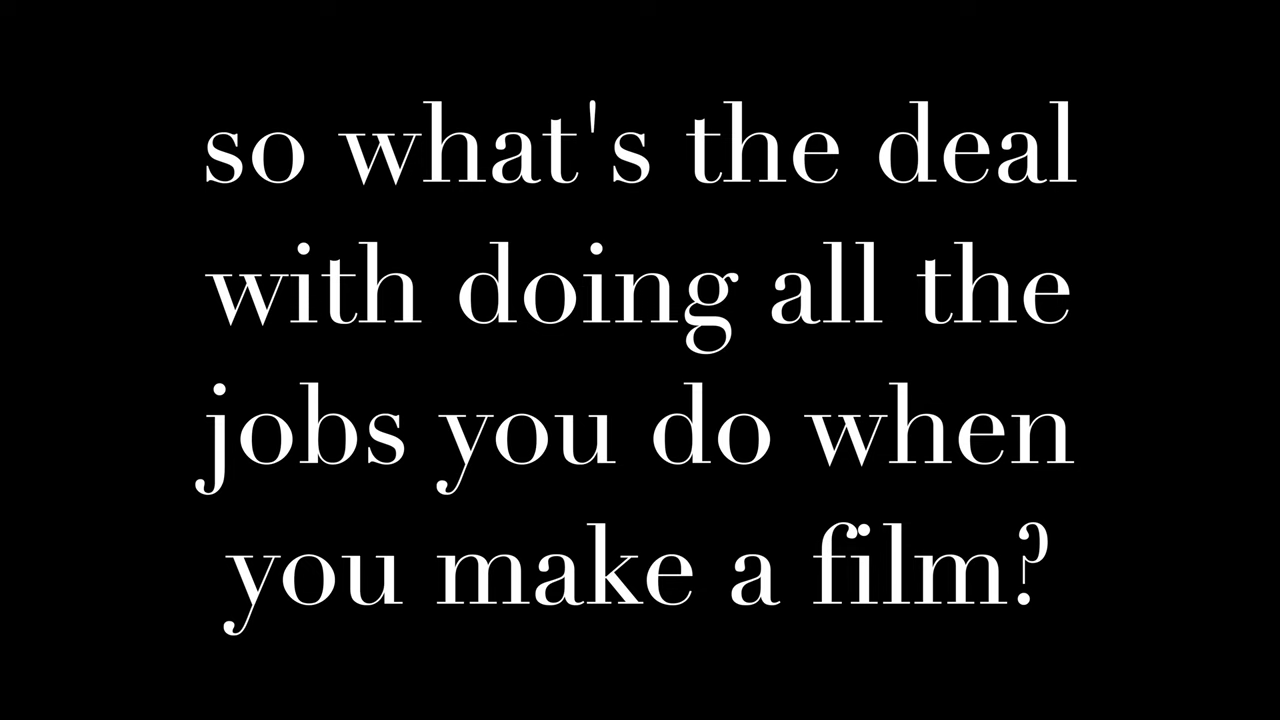 so what's the deal
with doing all the
jobs you do when
you make a film?